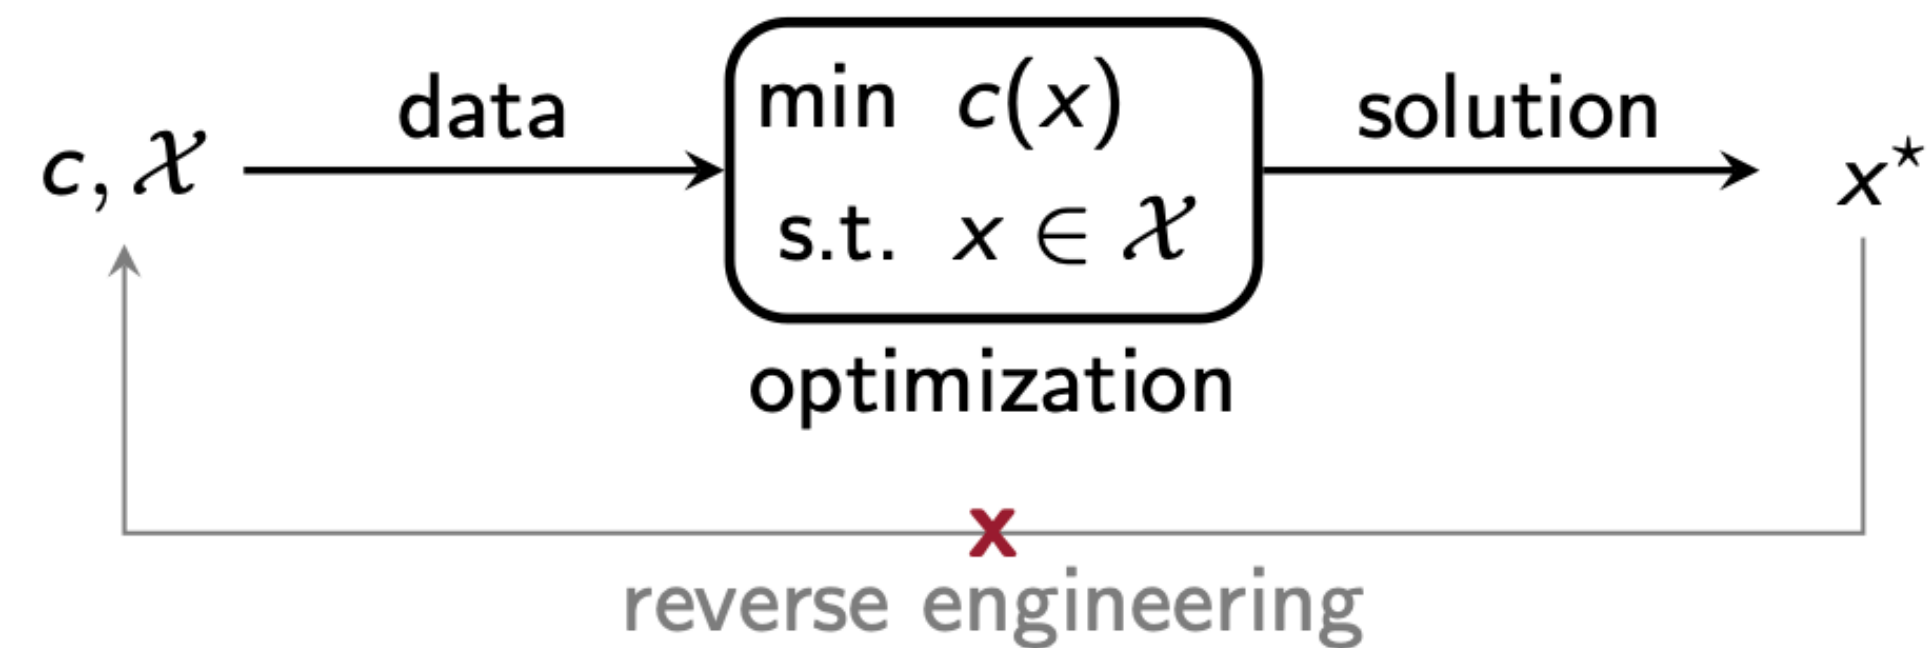 data
min c(x)
solution
c, 𝒳
x⋆
s.t. x ∈ 𝒳
optimization
x
reverse engineering